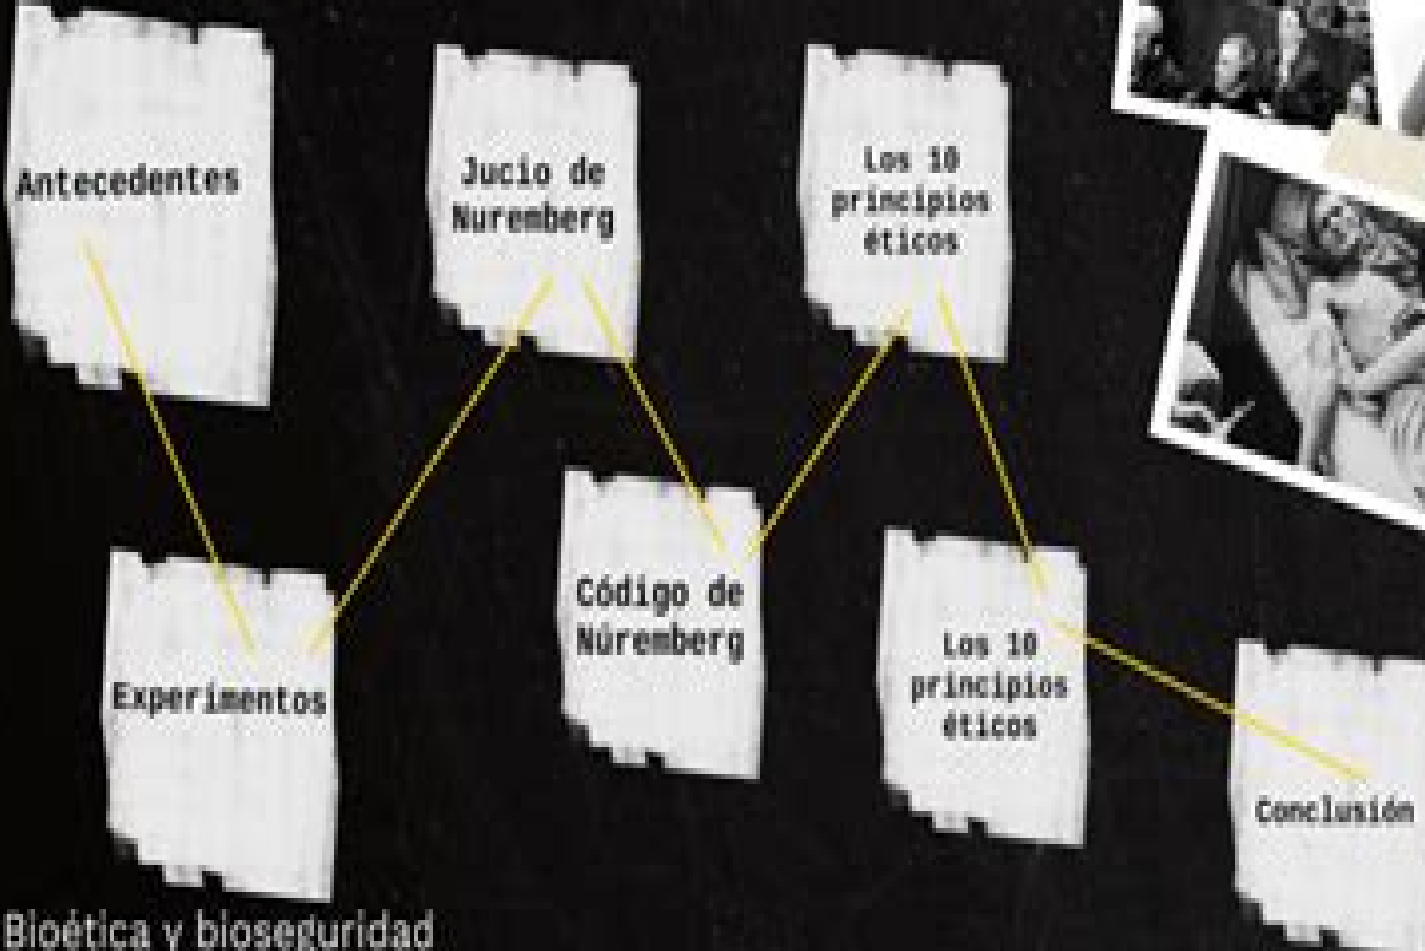 Antecedentes
Jucio de
Nuremberg
Los 10
principios
éticos
Experimentos
Código de
Núremberg
Los 10
principios
éticos
Conclusión
Bioética y bioseguridad